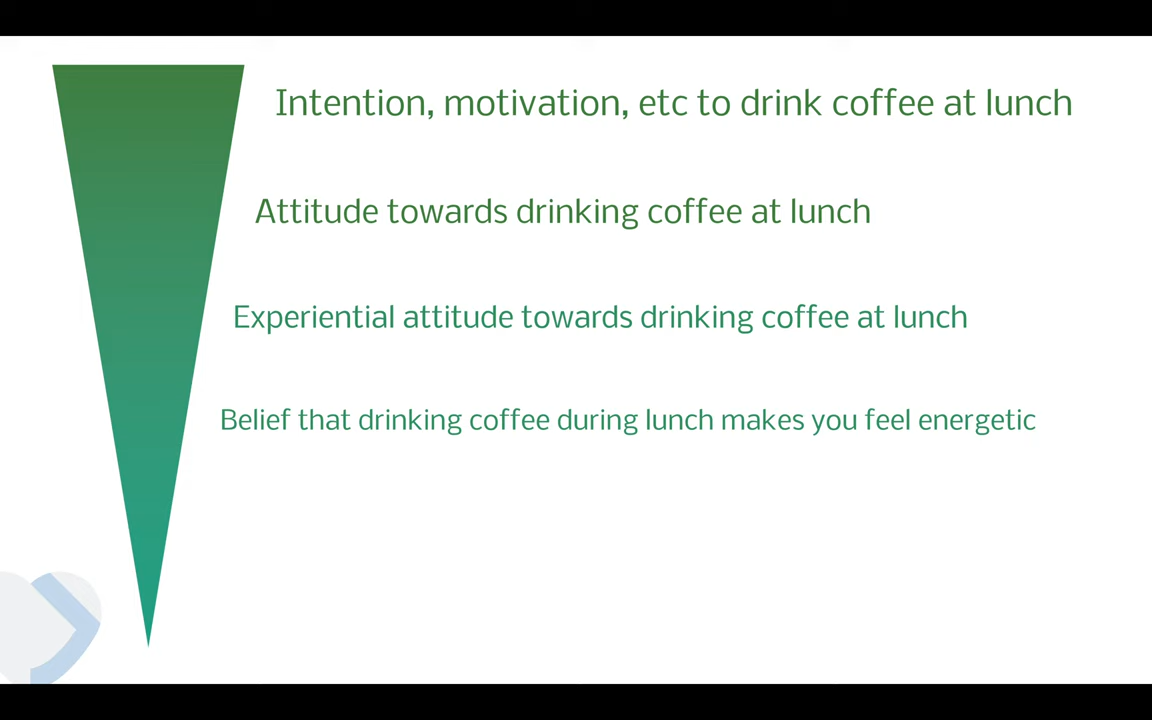 Intention, motivation, etc to drink coffee at lunch
Attitude towards drinking coffee at lunch
Experiential attitude towards drinking coffee at lunch
Belief that drinking coffee during lunch makes you feel energetic